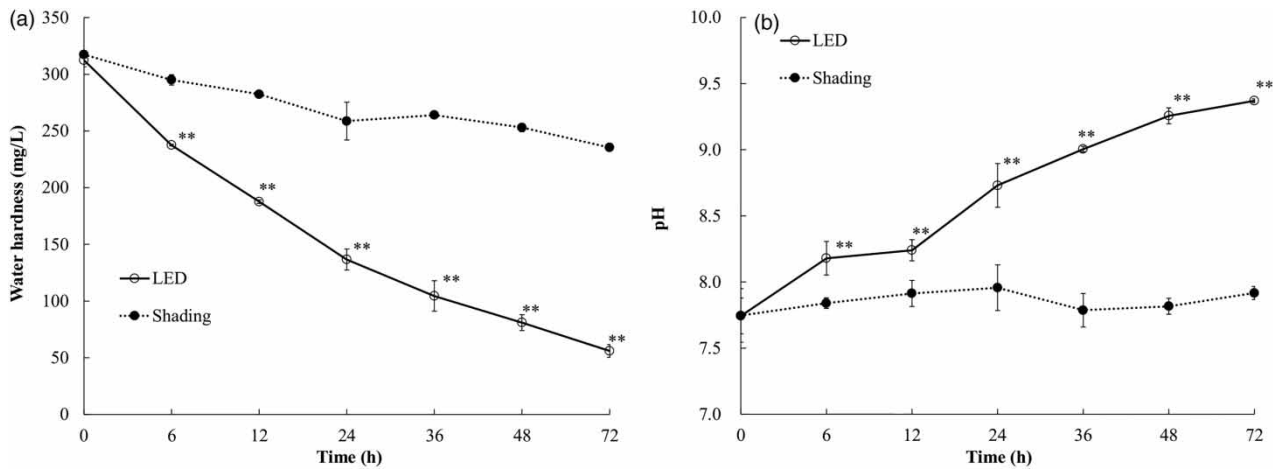 (a)
350
300
250
200
150
100
50
0
Water hardness (mg/L)
**
**
**
**
**
**
LED
Shading
0 6 12 24 36 48 72
Time (h)
(b)
10.0
9.5
9.0
8.5
8.0
7.5
7.0
pH
LED
Shading
**
**
**
**
**
**
0 6 12 24 36 48 72
Time (h)